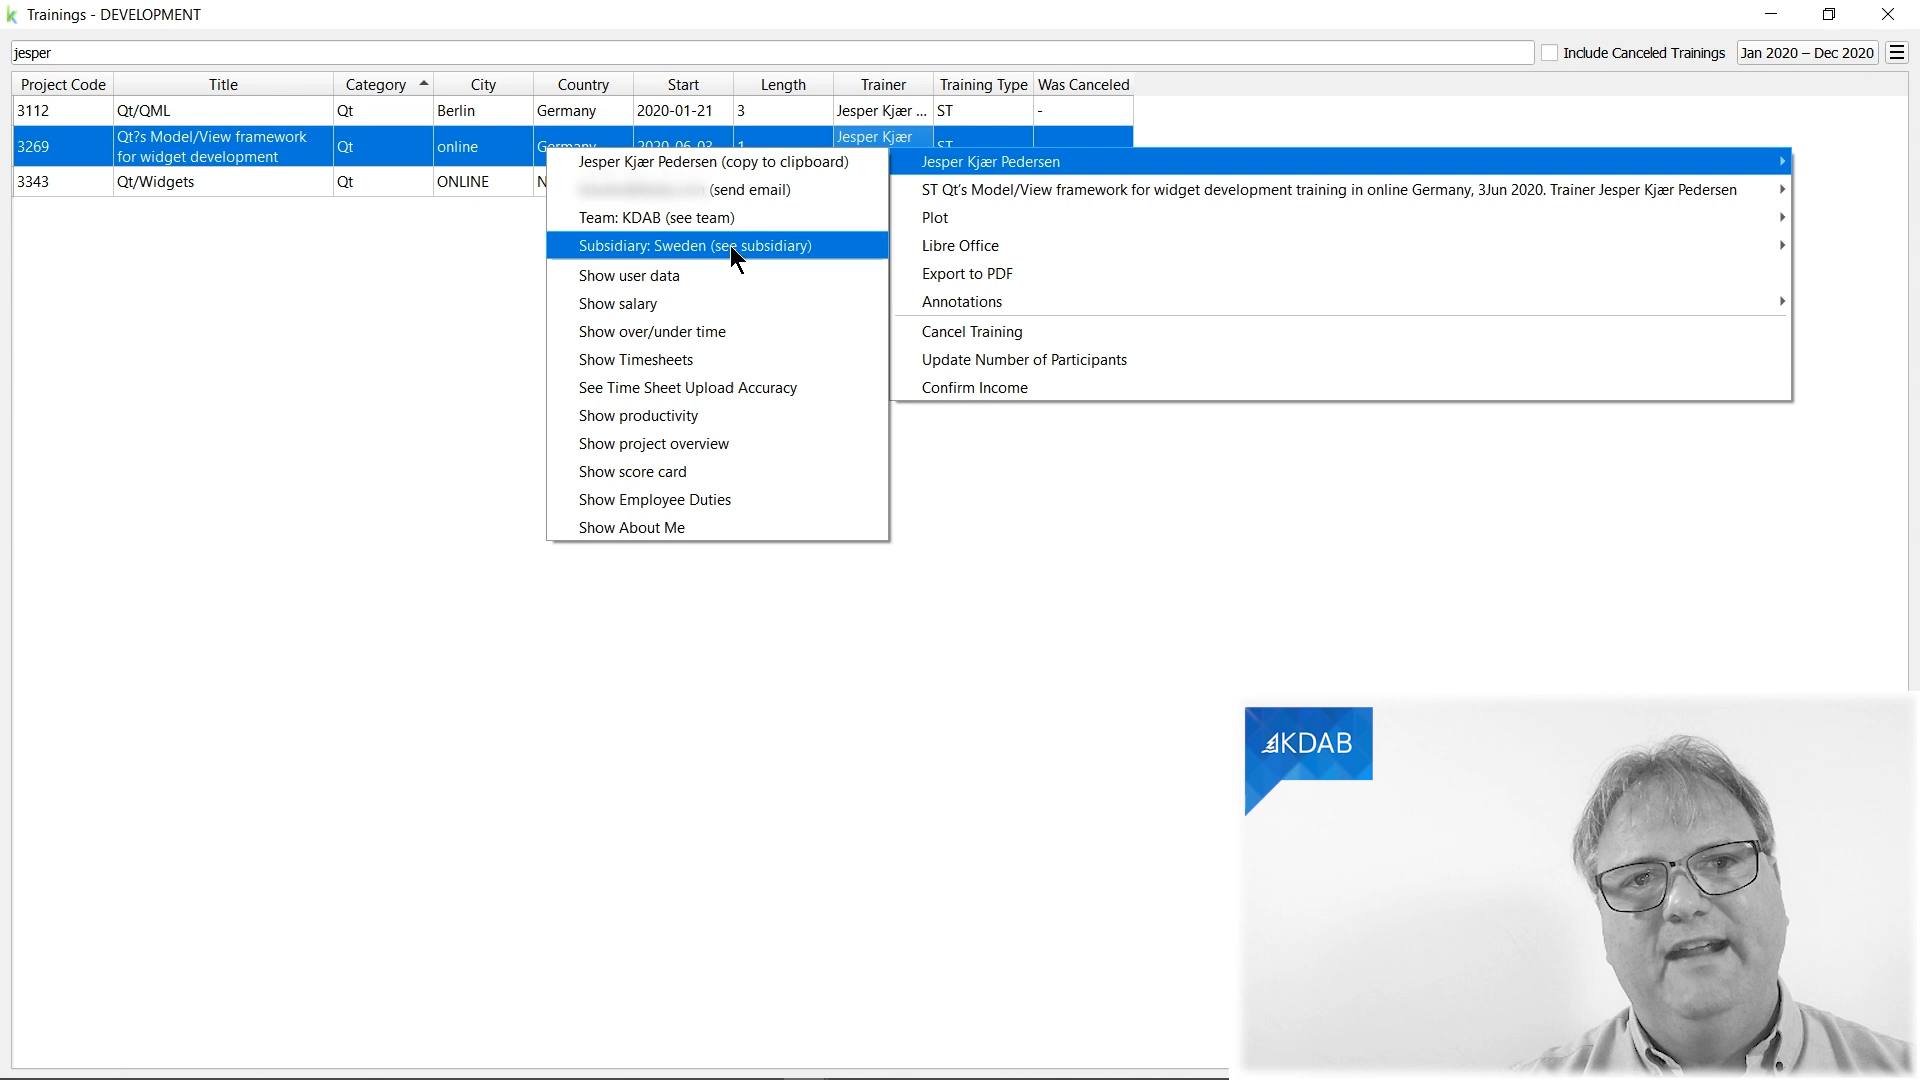 Trainings - DEVELOPMENT
jesper
Include Canceled Trainings
Jan 2020 – Dec 2020
Project Code Title Category City Country Start Length Trainer Training Type Was Canceled
3112 Qt/QML Qt Berlin Germany 2020-01-21 3 Jesper Kjær ... ST -
3269 Qt?s Model/View framework for widget development Qt online Germany 2020-06-03 1 Jesper Kjær ST
3343 Qt/Widgets Qt ONLINE N
Jesper Kjær Pedersen (copy to clipboard)
(send email)
Team: KDAB (see team)
Subsidiary: Sweden (see subsidiary)
Show user data
Show salary
Show over/under time
Show Timesheets
See Time Sheet Upload Accuracy
Show productivity
Show project overview
Show score card
Show Employee Duties
Show About Me
Jesper Kjær Pedersen
ST Qt's Model/View framework for widget development training in online Germany, 3Jun 2020. Trainer Jesper Kjær Pedersen
Plot
Libre Office
Export to PDF
Annotations
Cancel Training
Update Number of Participants
Confirm Income
KDAB